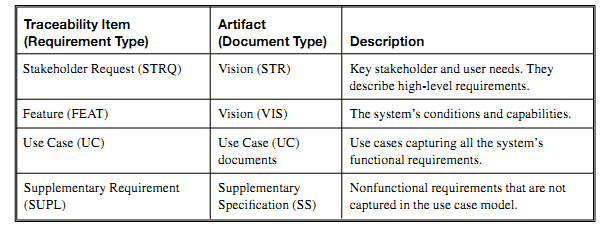 Traceability Item Artifact
(Requirement Type) (Document Type) Description
Stakeholder Request (STRQ) Vision (STR) Key stakeholder and user needs. They
describe high-level requirements.
Feature (FEAT) Vision (VIS) The system's conditions and capabilities.
Use Case (UC) Use Case (UC) Use cases capturing all the system's
documents functional requirements.
Supplementary Requirement Supplementary Nonfunctional requirements that are not
(SUPL) Specification (SS) captured in the use case model.